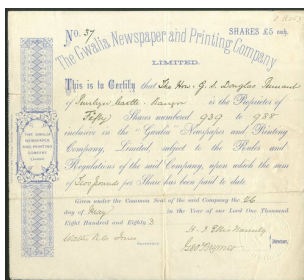 No. 37
SHARES £5 each.
The Gwalia Newspaper and Printing Company
LIMITED.
This is to Certify that The Hon. G. S. Douglas Pennant
of Penrhyn Castle Bangor is the Proprietor
of Fifty Shares numbered 939 to 988
inclusive in the "Gwalia" Newspaper and Printing
Company, Limited, subject to the Rules and
Regulations of the said Company, upon which the sum
of Two pounds per Share has been paid to date.
THE GWALIA
NEWSPAPER
AND PRINTING
COMPANY
LIMITED
Given under the Common Seal of the said Company the 26
day of May in the Year of our Lord One Thousand
Eight Hundred and Eighty 3